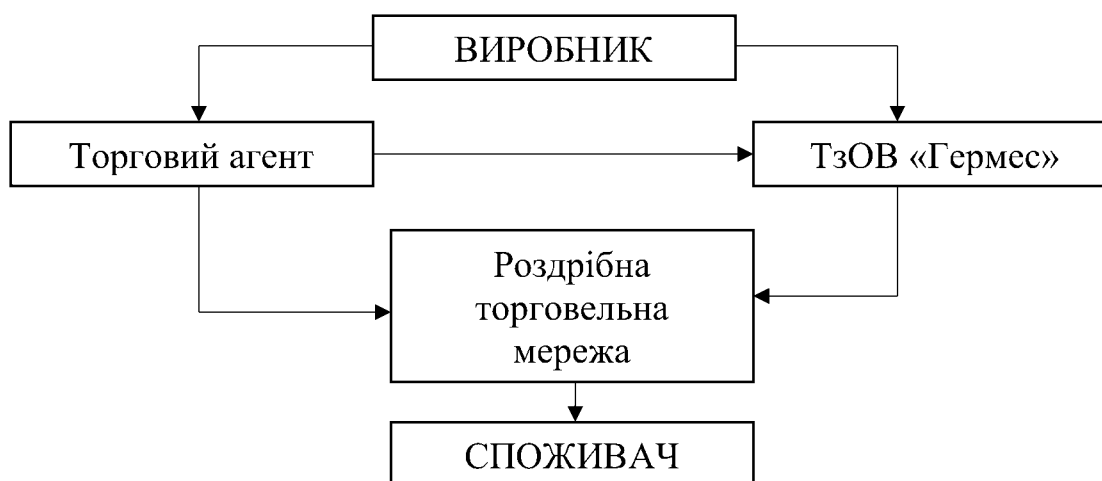 ВИРОБНИК
Торговий агент
ТзОВ «Гермес»
Роздрібна
торговельна
мережа
СПОЖИВАЧ